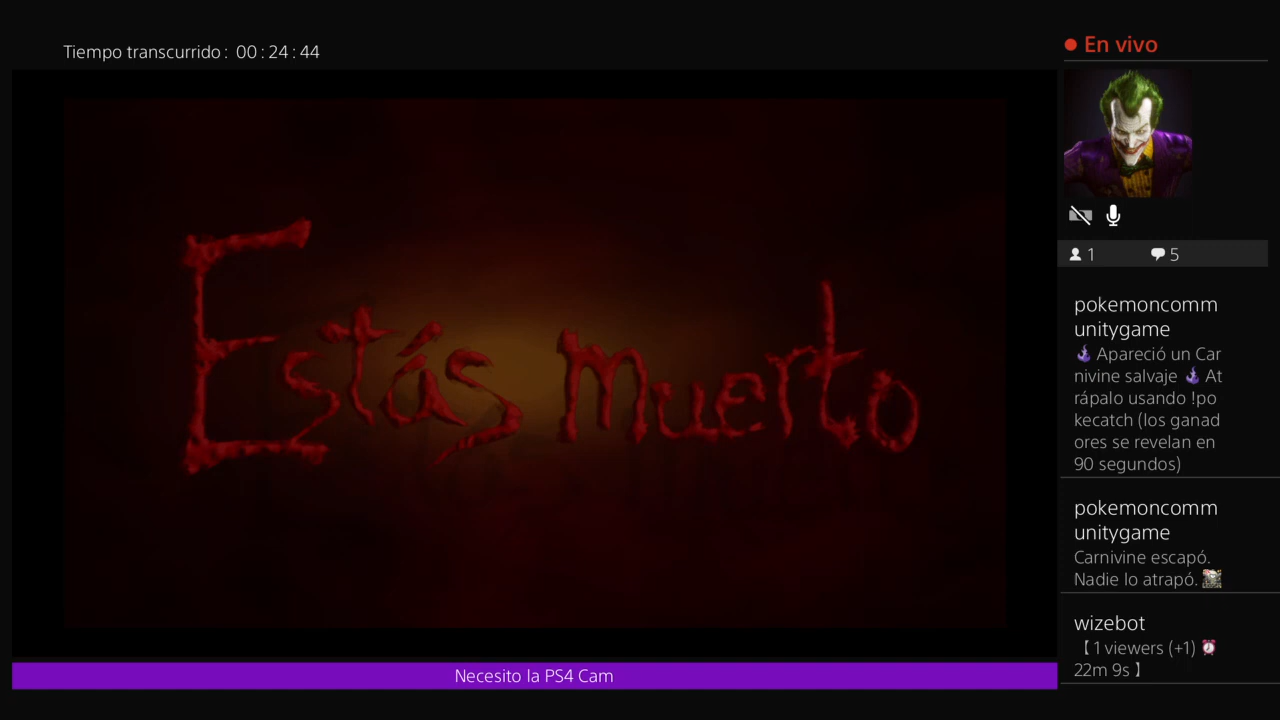 Tiempo transcurrido : 00 : 24 : 44
En vivo
Estás muerto
1
5
pokemoncomm
unitygame
Apareció un Car
nivine salvaje At
rápalo usando !po
kecatch (los ganad
ores se revelan en
90 segundos)
pokemoncomm
unitygame
Carnivine escapó.
Nadie lo atrapó.
wizebot
【 1 viewers (+1)
22m 9s 】
Necesito la PS4 Cam